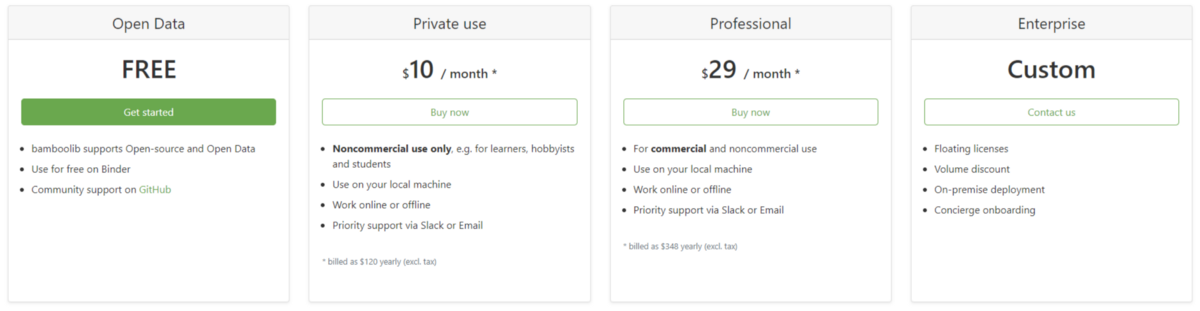 Open Data
FREE
Get started
bamboolib supports Open-source and Open Data
Use for free on Binder
Community support on GitHub
Private use
$10 / month *
Buy now
Noncommercial use only, e.g. for learners, hobbyists
and students
Use on your local machine
Work online or offline
Priority support via Slack or Email
* billed as $120 yearly (excl. tax)
Professional
$29 / month *
Buy now
For commercial and noncommercial use
Use on your local machine
Work online or offline
Priority support via Slack or Email
* billed as $348 yearly (excl. tax)
Enterprise
Custom
Contact us
Floating licenses
Volume discount
On-premise deployment
Concierge onboarding